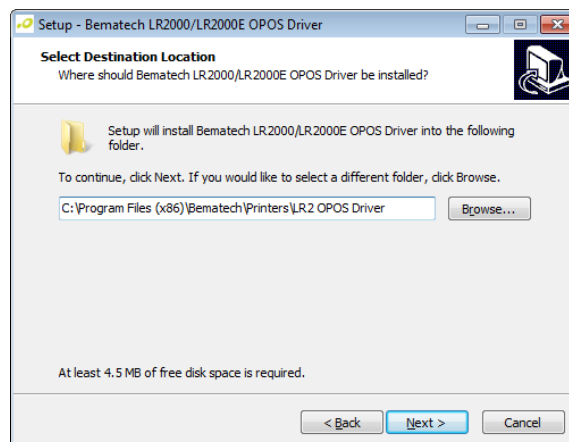 Setup - Bematech LR2000/LR2000E OPOS Driver
Select Destination Location
Where should Bematech LR2000/LR2000E OPOS Driver be installed?
Setup will install Bematech LR2000/LR2000E OPOS Driver into the following
folder.
To continue, click Next. If you would like to select a different folder, click Browse.
C:\Program Files (x86)\Bematech\Printers\LR2 OPOS Driver
Browse...
At least 4.5 MB of free disk space is required.
< Back Next > Cancel